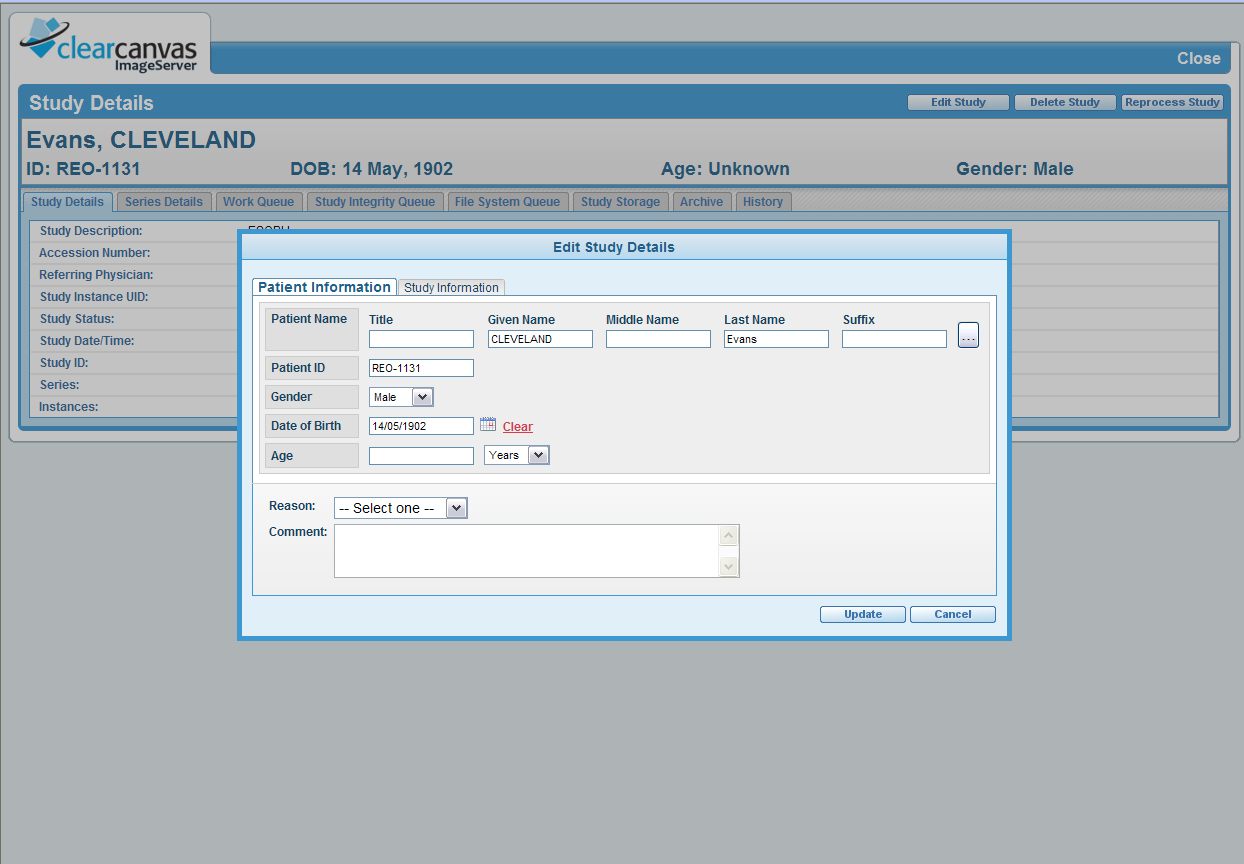 clearcanvas
ImageServer
Close
Study Details
Edit Study Delete Study Reprocess Study
Evans, CLEVELAND
ID: REO-1131 DOB: 14 May, 1902 Age: Unknown Gender: Male
Study Details Series Details Work Queue Study Integrity Queue File System Queue Study Storage Archive History
Study Description:
Accession Number:
Referring Physician:
Study Instance UID:
Study Status:
Study Date/Time:
Study ID:
Series:
Instances:
Edit Study Details
Patient Information Study Information
Patient Name Title Given Name Middle Name Last Name Suffix
CLEVELAND Evans ...
Patient ID REO-1131
Gender Male
Date of Birth 14/05/1902 Clear
Age Years
Reason: -- Select one --
Comment:
Update Cancel